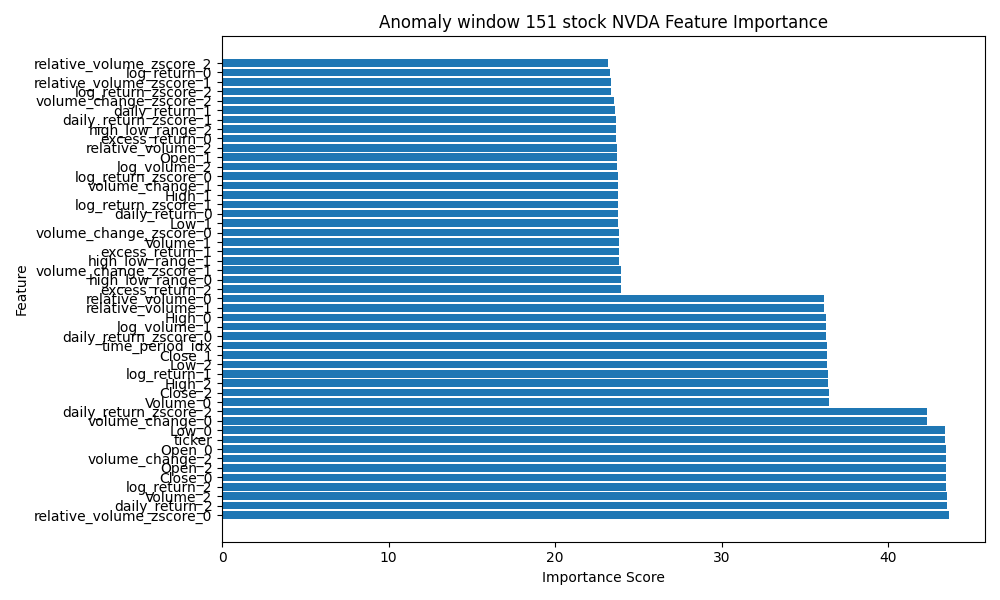 Anomaly window 151 stock NVDA Feature Importance
relative_volume_zscore_2
log_return_0
relative_volume_zscore_1
log_return_zscore_2
volume_change_zscore_2
daily_return_1
daily_return_zscore_1
high_low_range_2
excess_return_0
relative_volume_2
Open_1
log_volume_2
log_return_zscore_0
volume_change_1
High_1
log_return_zscore_1
daily_return_0
Low_1
volume_change_zscore_0
Volume_1
excess_return_1
high_low_range_1
volume_change_zscore_1
high_low_range_0
excess_return_2
relative_volume_0
relative_volume_1
High_0
log_volume_1
daily_return_zscore_0
time_period_idx
Close_1
Low_2
log_return_1
High_2
Close_2
Volume_0
daily_return_zscore_2
volume_change_0
Low_0
ticker
Open_0
volume_change_2
Open_2
Close_0
log_return_2
Volume_2
daily_return_2
relative_volume_zscore_0
Feature
0 10 20 30 40
Importance Score